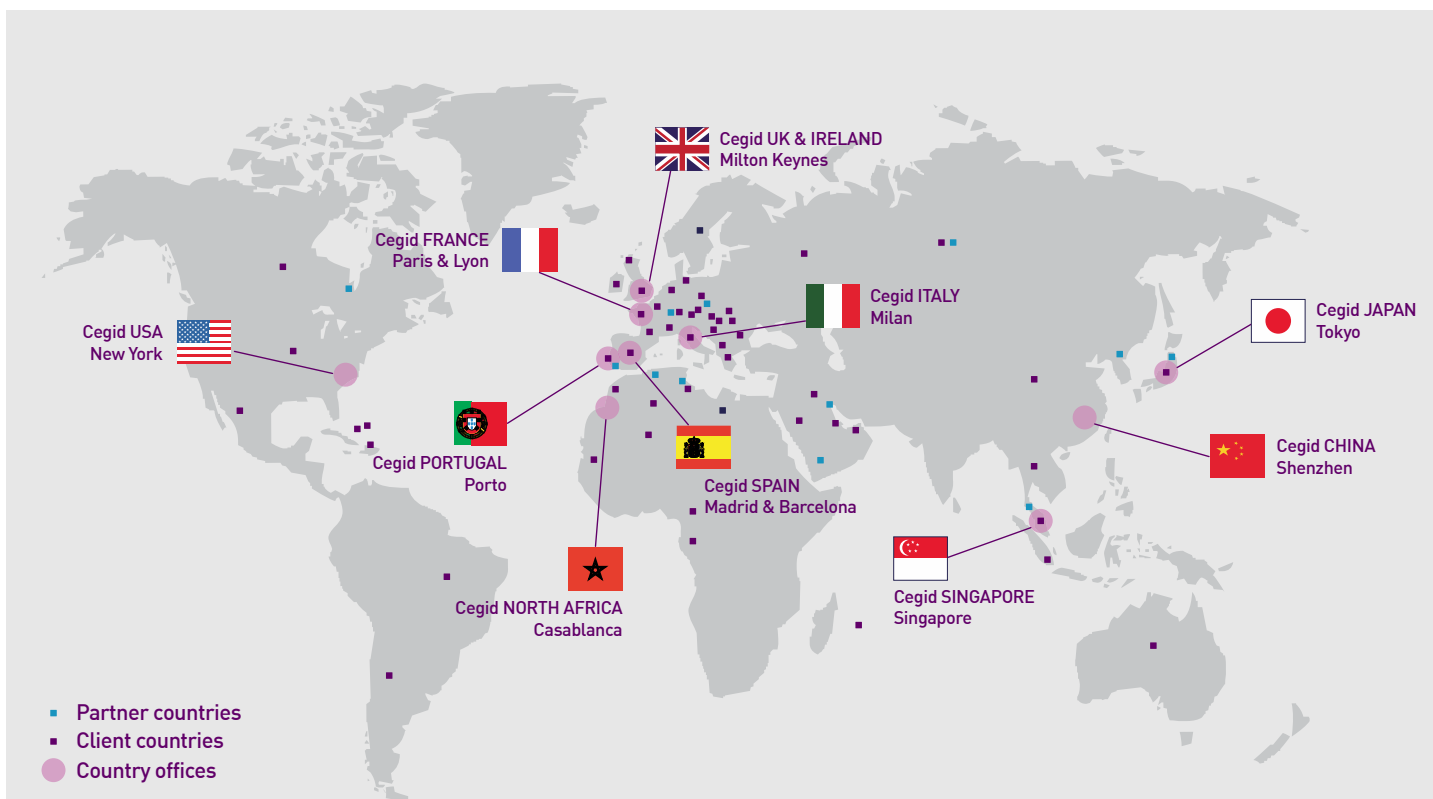 Cegid UK & IRELAND
Milton Keynes
Cegid FRANCE
Paris & Lyon
Cegid ITALY
Milan
Cegid JAPAN
Tokyo
Cegid USA
New York
Cegid CHINA
Shenzhen
Cegid PORTUGAL
Porto
Cegid SPAIN
Madrid & Barcelona
Cegid NORTH AFRICA
Casablanca
Cegid SINGAPORE
Singapore
Partner countries
Client countries
Country offices